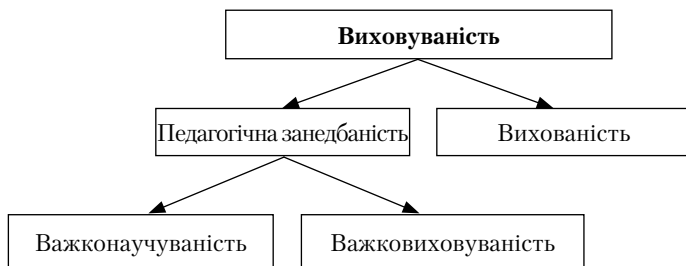 Виховуваність
Педагогічна занедбаність
Вихованість
Важконаучуваність
Важковиховуваність